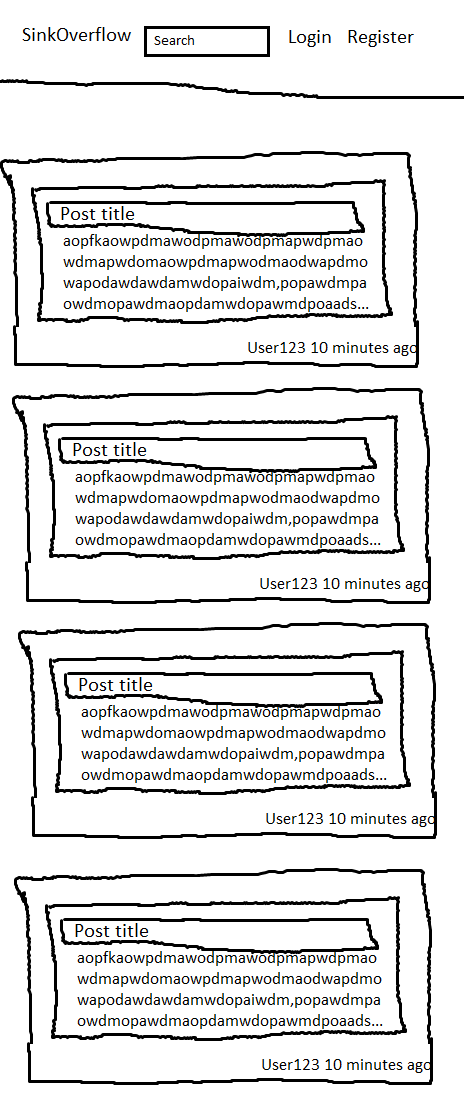 SinkOverflow Search Login Register
Post title
aopfkaowpdmawodpmawodpmapwdpmao
wdmapwdomaowpdmapwodmaodwapdmo
wapodawdawdamwdopaiwdm,popawdmpa
owdmopawdmaopdamwdopawmdpoaads...
User123 10 minutes ago
Post title
aopfkaowpdmawodpmawodpmapwdpmao
wdmapwdomaowpdmapwodmaodwapdmo
wapodawdawdamwdopaiwdm,popawdmpa
owdmopawdmaopdamwdopawmdpoaads...
User123 10 minutes ago
Post title
aopfkaowpdmawodpmawodpmapwdpmao
wdmapwdomaowpdmapwodmaodwapdmo
wapodawdawdamwdopaiwdm,popawdmpa
owdmopawdmaopdamwdopawmdpoaads...
User123 10 minutes ago
Post title
aopfkaowpdmawodpmawodpmapwdpmao
wdmapwdomaowpdmapwodmaodwapdmo
wapodawdawdamwdopaiwdm,popawdmpa
owdmopawdmaopdamwdopawmdpoaads...
User123 10 minutes ago